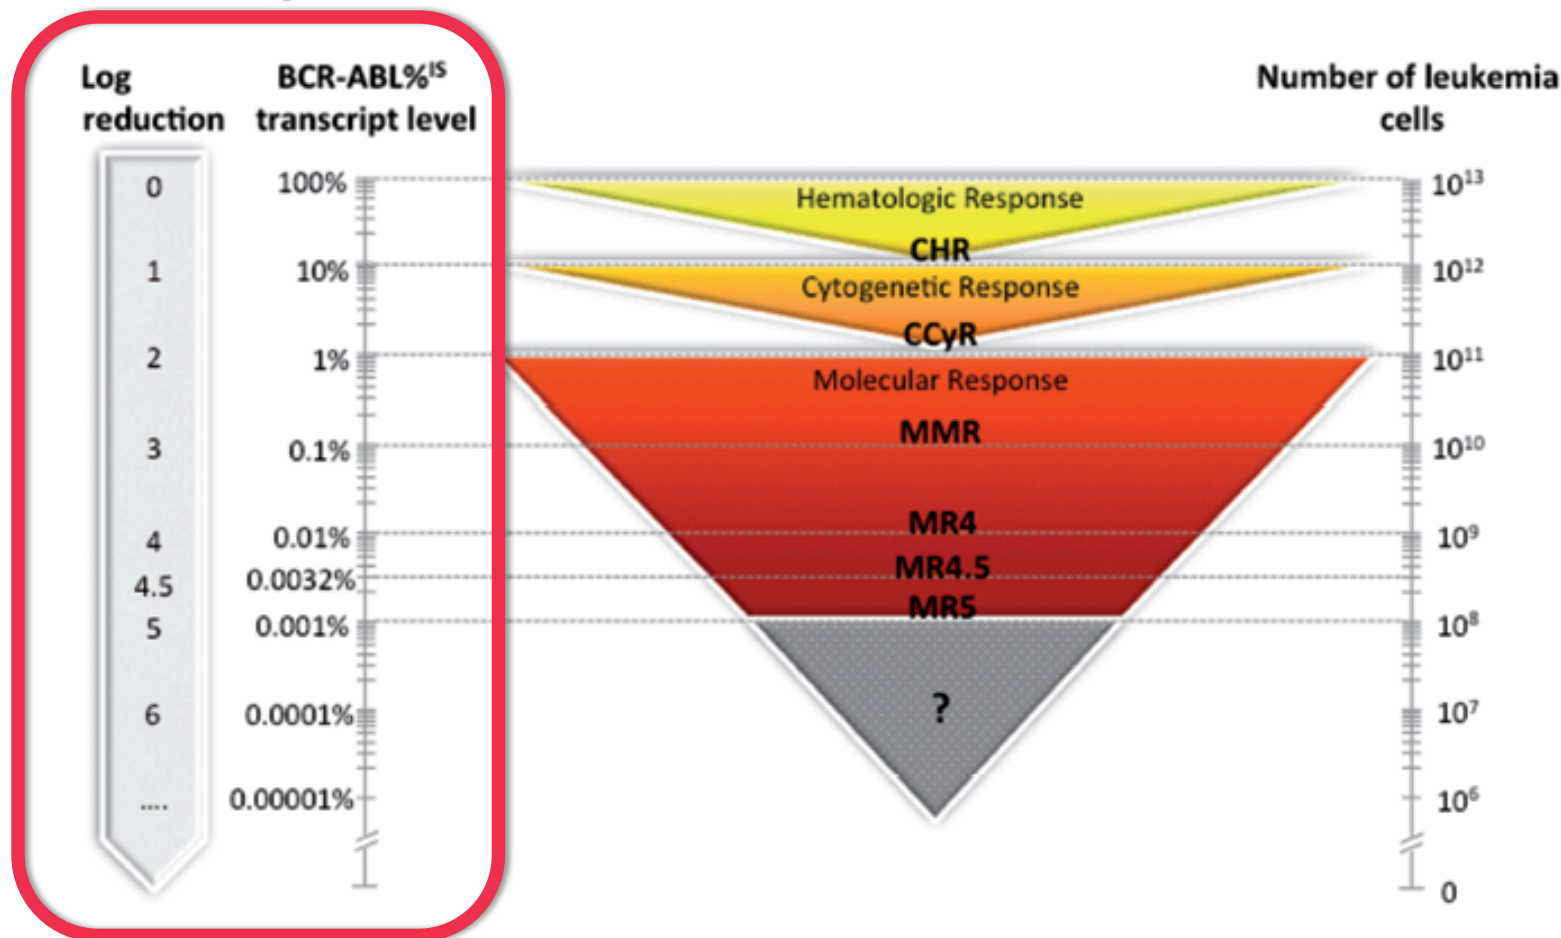 Log
reduction
BCR-ABL%ᴵˢ
transcript level
Number of leukemia
cells
0
100%
Hematologic Response
10¹³
CHR
1
10%
Cytogenetic Response
10¹²
CCyR
2
1%
Molecular Response
10¹¹
MMR
3
0.1%
10¹⁰
MR4
4
0.01%
10⁹
MR4.5
4.5
0.0032%
MR5
5
0.001%
10⁸
6
0.0001%
?
10⁷
....
0.00001%
10⁶
0